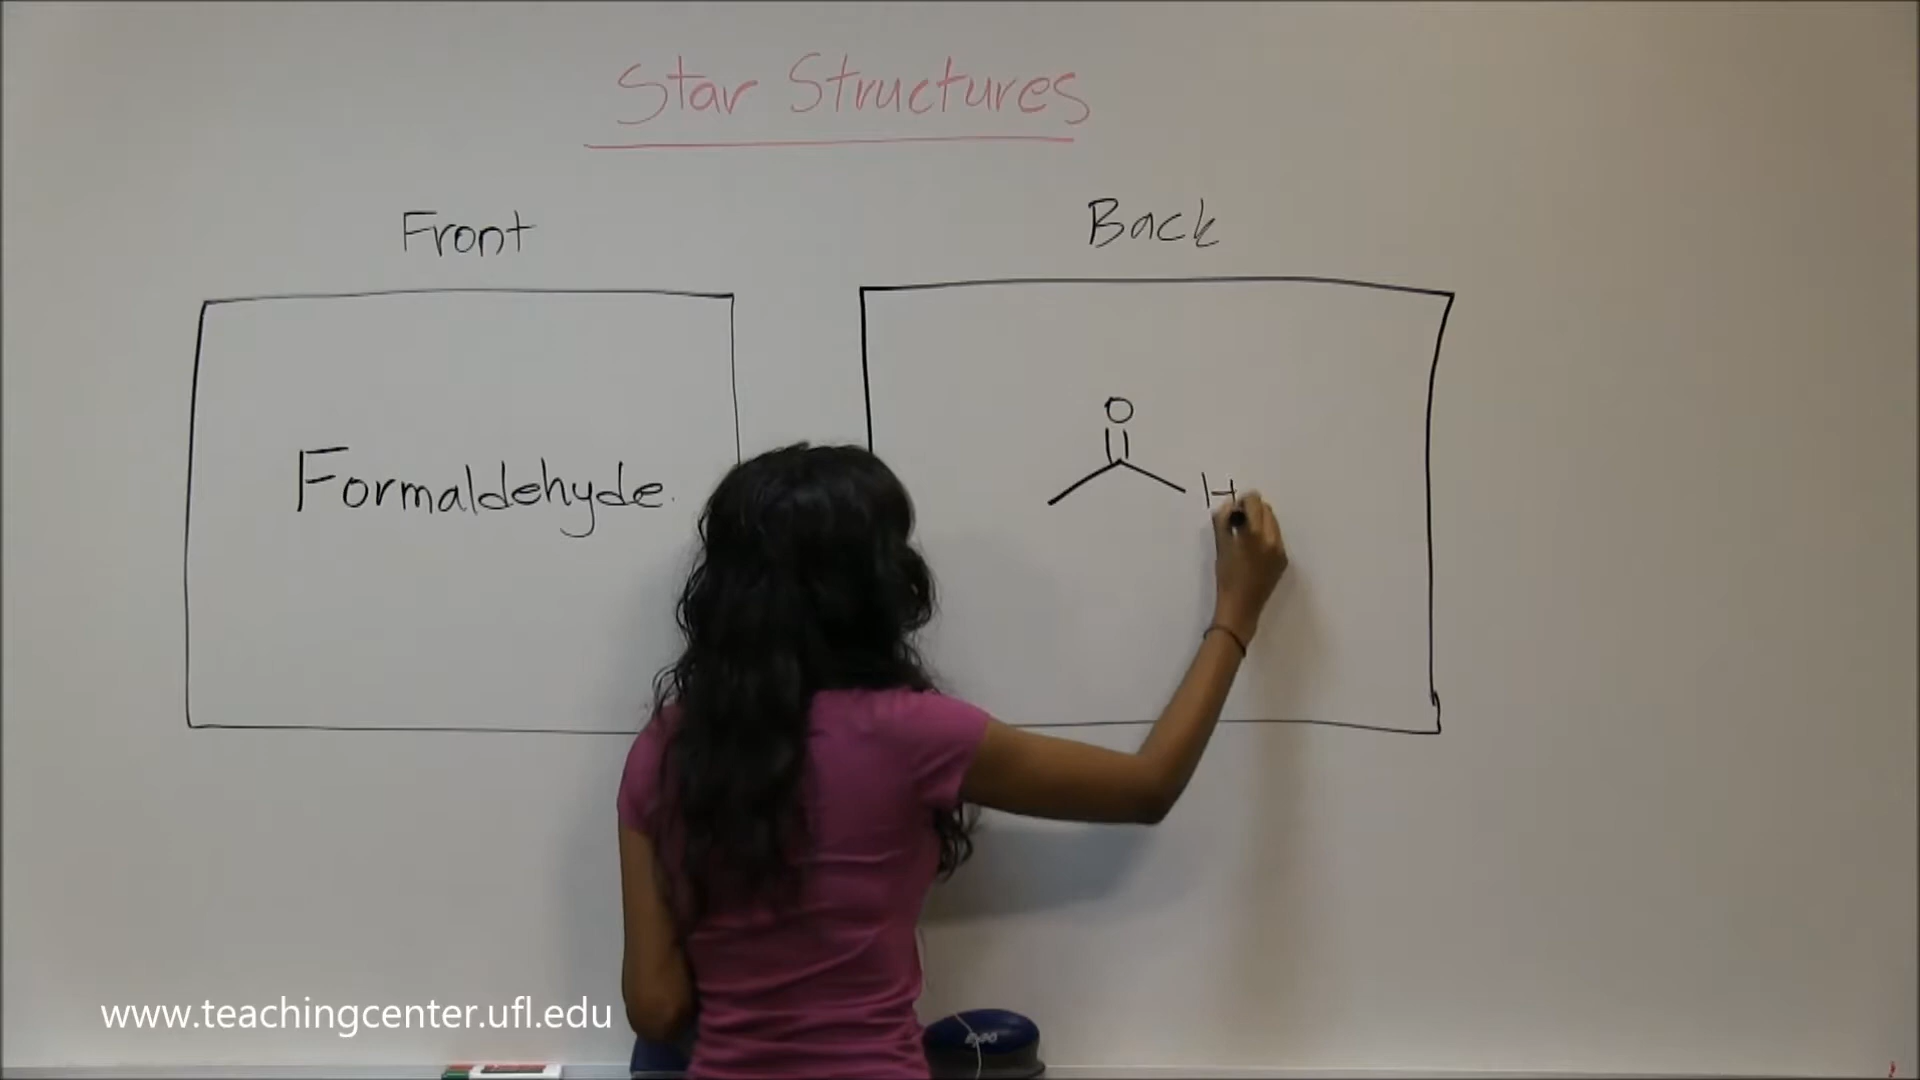 Star Structures
Front
Back
Formaldehyde
O
H
www.teachingcenter.ufl.edu